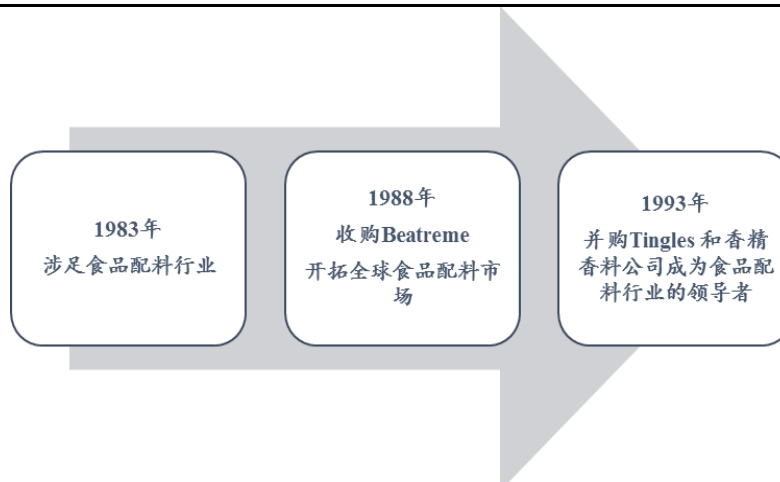 1983年
涉足食品配料行业
1988年
收购Beatreme
开拓全球食品配料市
场
1993年
并购Tingles 和香精
香料公司成为食品配
料行业的领导者